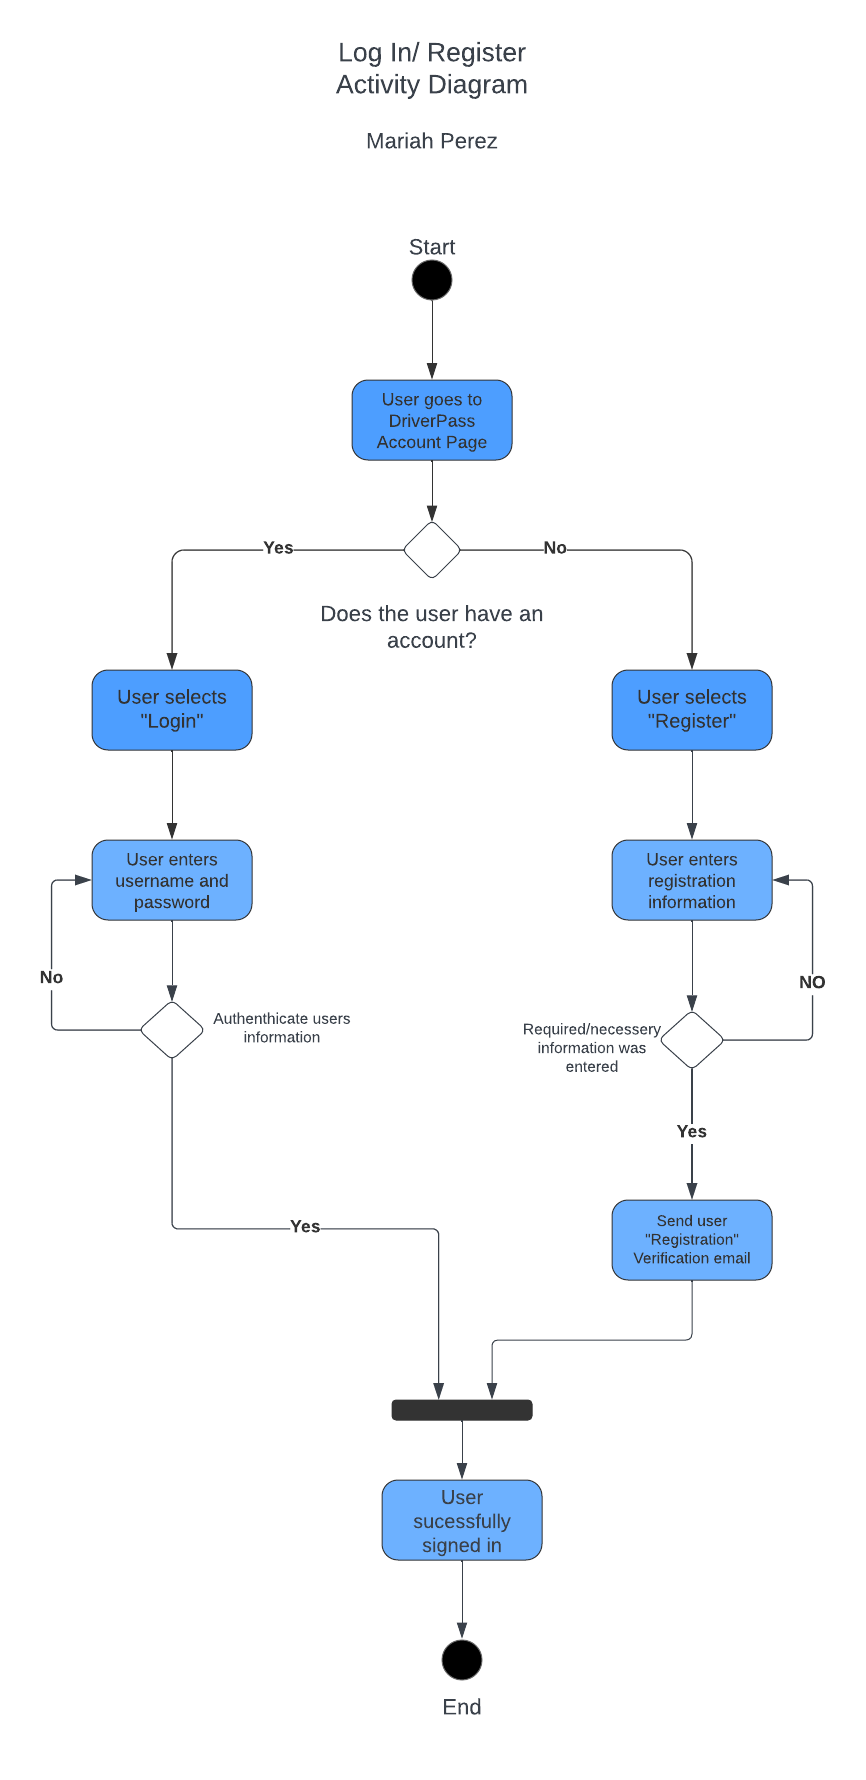 Log In/ Register
Activity Diagram
Mariah Perez
Start
User goes to
DriverPass
Account Page
Yes
No
Does the user have an
account?
User selects
"Login"
User selects
"Register"
User enters
username and
password
User enters
registration
information
No
NO
Authenthicate users
information
Required/necessery
information was
entered
Yes
Send user
"Registration"
Verification email
Yes
User
sucessfully
signed in
End